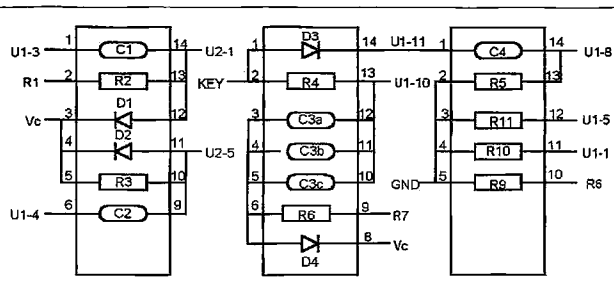 D3
U1-3 1 C1 14 U2-1 1 14 U1-11 1 C4 14 U1-8
R1 2 R2 13 KEY 2 R4 13 U1-10 2 R5 13
D1
Vc 3 12 3 C3a 12 3 R11 12 U1-5
D2
4 11 U2-5 4 C3b 11 4 R10 11 U1-1
5 R3 10 5 C3c 10 GND 5 R9 10 R6
U1-4 6 C2 9 6 R6 9 R7
8 Vc
D4